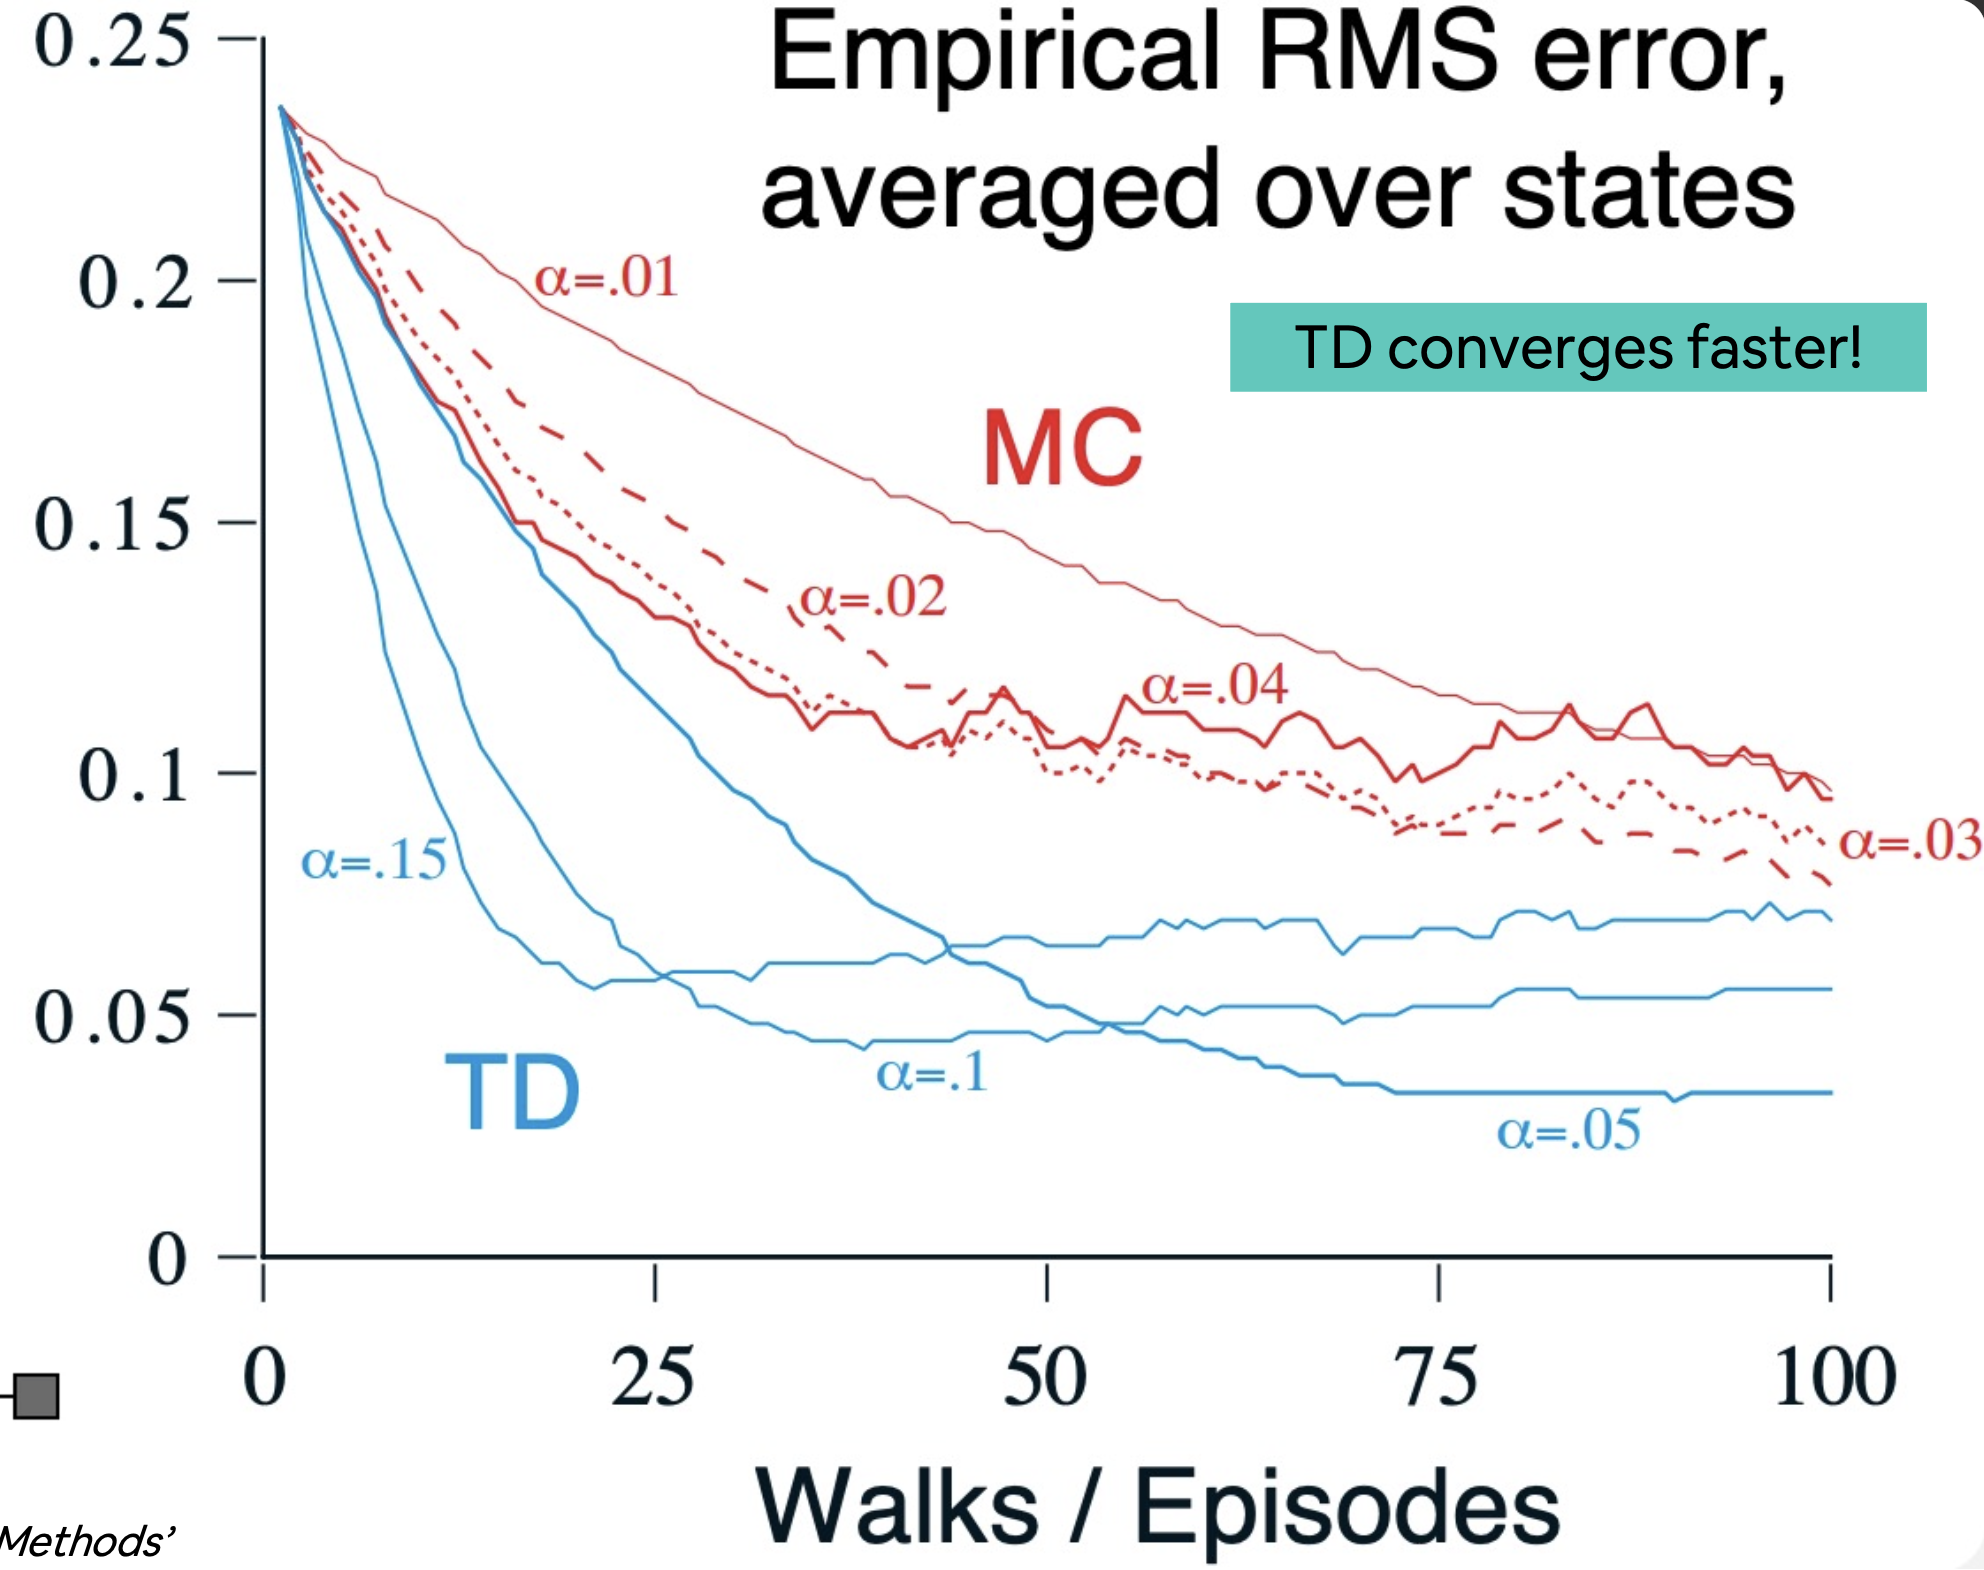 Empirical RMS error,
averaged over states
TD converges faster!
0.25
0.2
0.15
0.1
0.05
0
α=.01
MC
α=.02
α=.04
α=.03
α=.15
TD
α=.1
α=.05
0 25 50 75 100
Walks / Episodes
Methods’